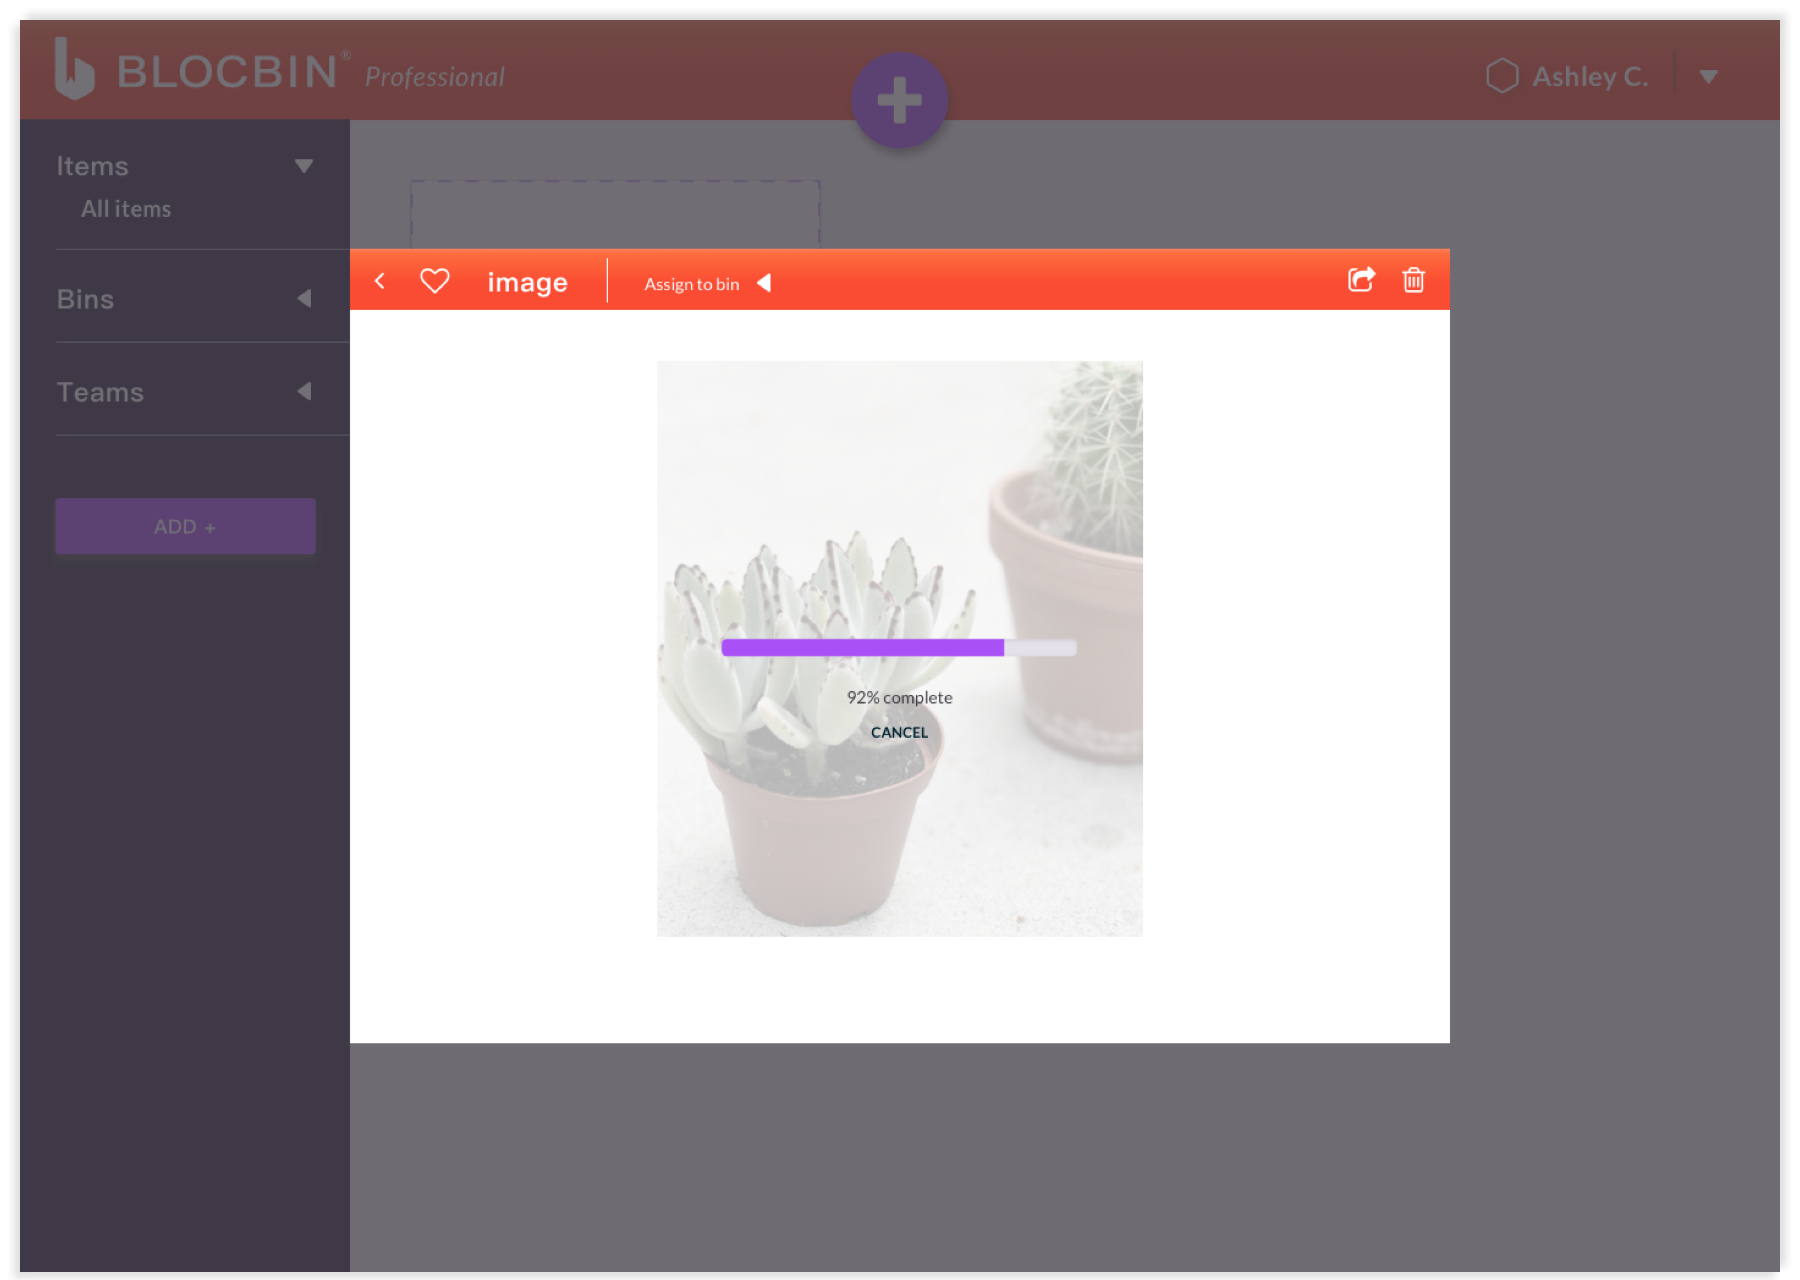 BLOCBIN® Professional
Ashley C.
Items
All items
Bins
Teams
ADD +
image
Assign to bin
92% complete
CANCEL